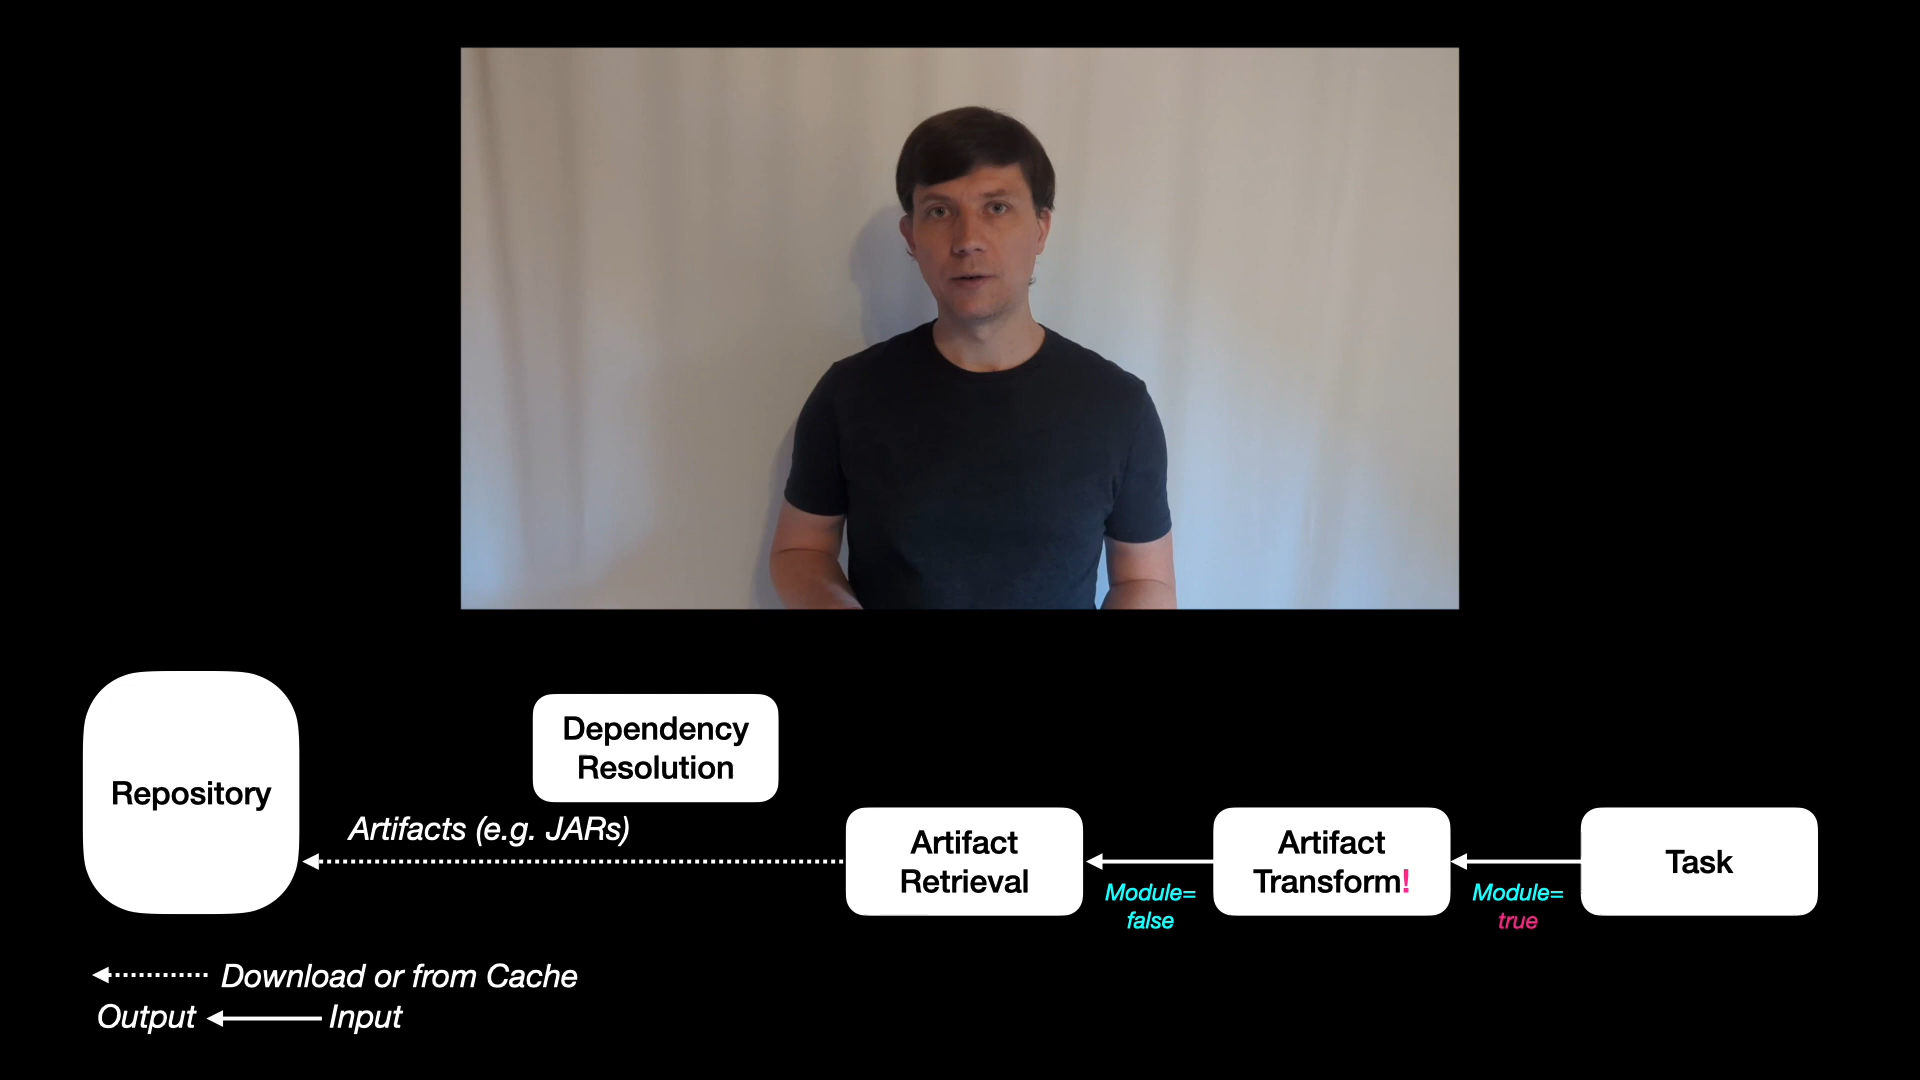 Repository
Dependency
Resolution
Artifacts (e.g. JARs)
Artifact
Retrieval
Module=
false
Artifact
Transform!
Module=
true
Task
Download or from Cache
Output
Input